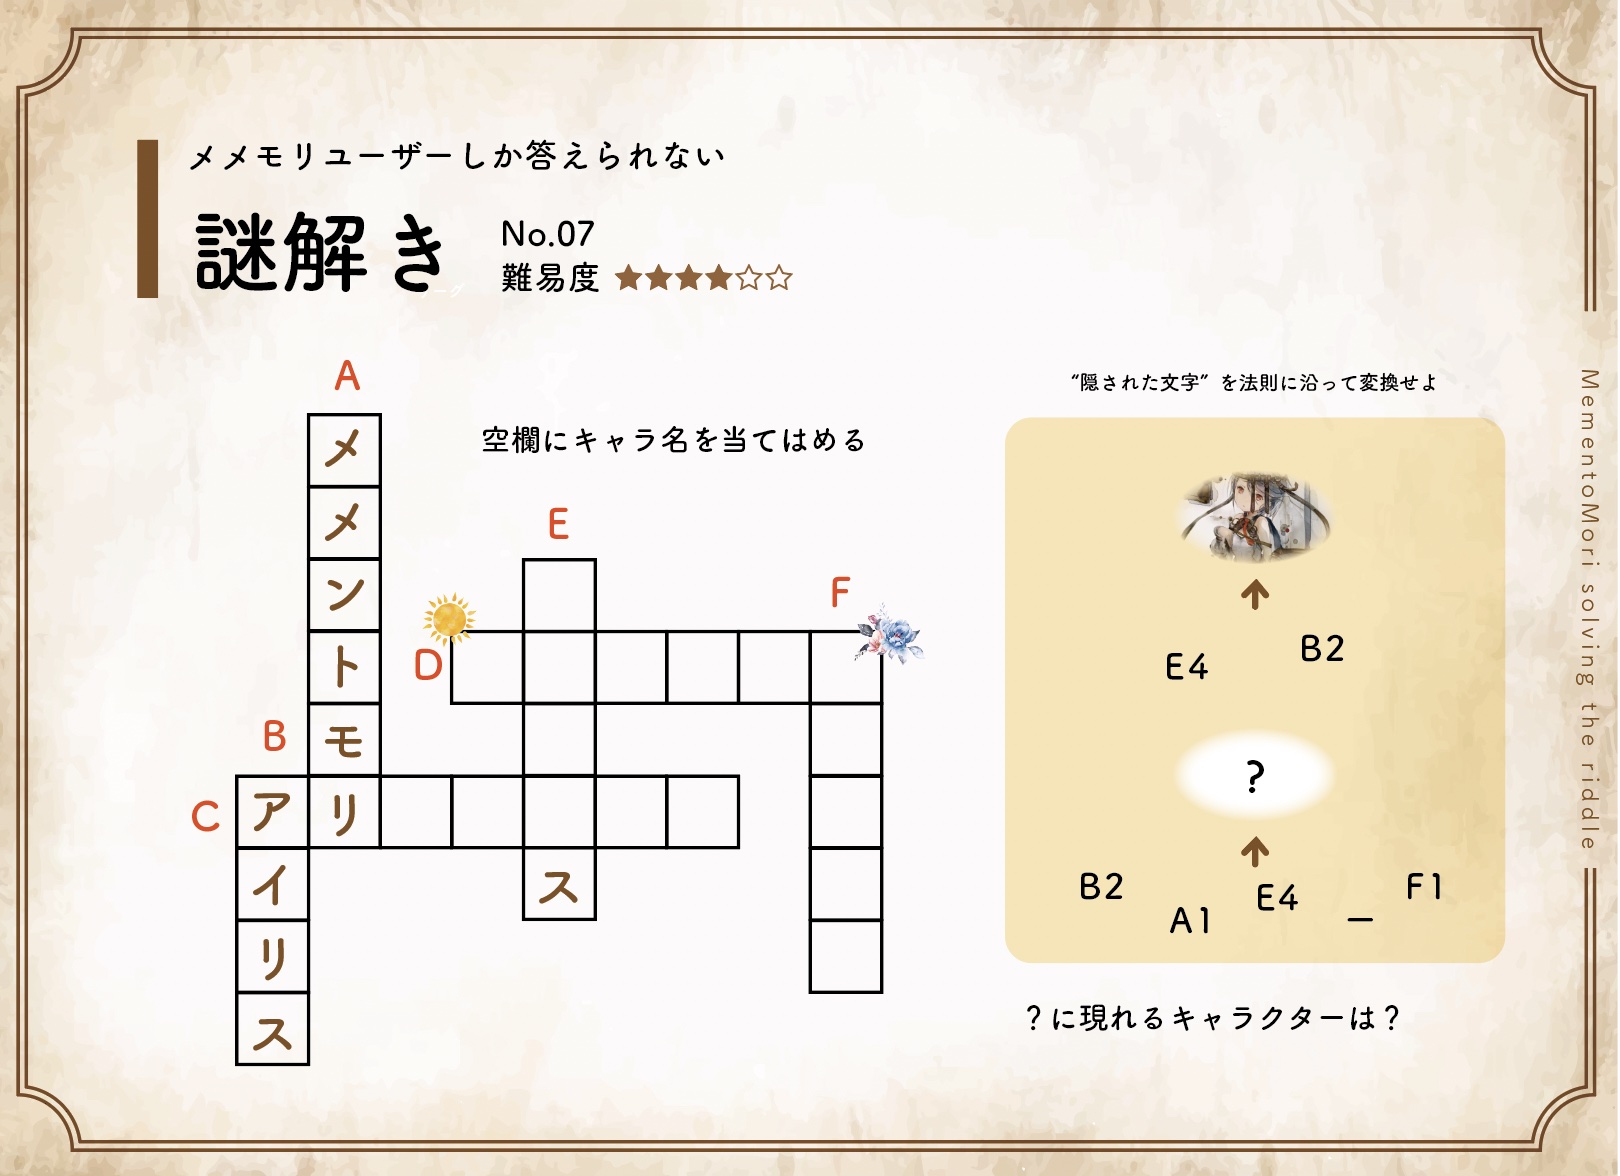 メメモリユーザーしか答えられない
謎解き
No.07
難易度 ★★★★☆☆
A
メ
メ
ン
ト
モ
リ
空欄にキャラ名を当てはめる
E
F
D
B
C
ア
イ
リ
ス
ス
“隠された文字” を法則に沿って変換せよ
E4
B2
?
B2
A1
E4
ー
F1
?に現れるキャラクターは?
MementoMori solving the riddle